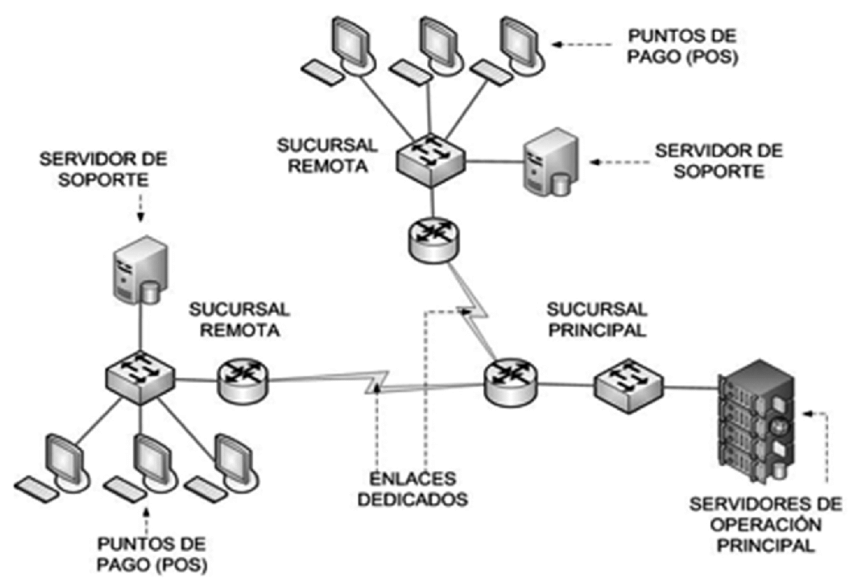 PUNTOS DE
PAGO (POS)
SUCURSAL
REMOTA
SERVIDOR DE
SOPORTE
SERVIDOR DE
SOPORTE
SUCURSAL
REMOTA
SUCURSAL
PRINCIPAL
ENLACES
DEDICADOS
SERVIDORES DE
OPERACIÓN
PRINCIPAL
PUNTOS DE
PAGO (POS)